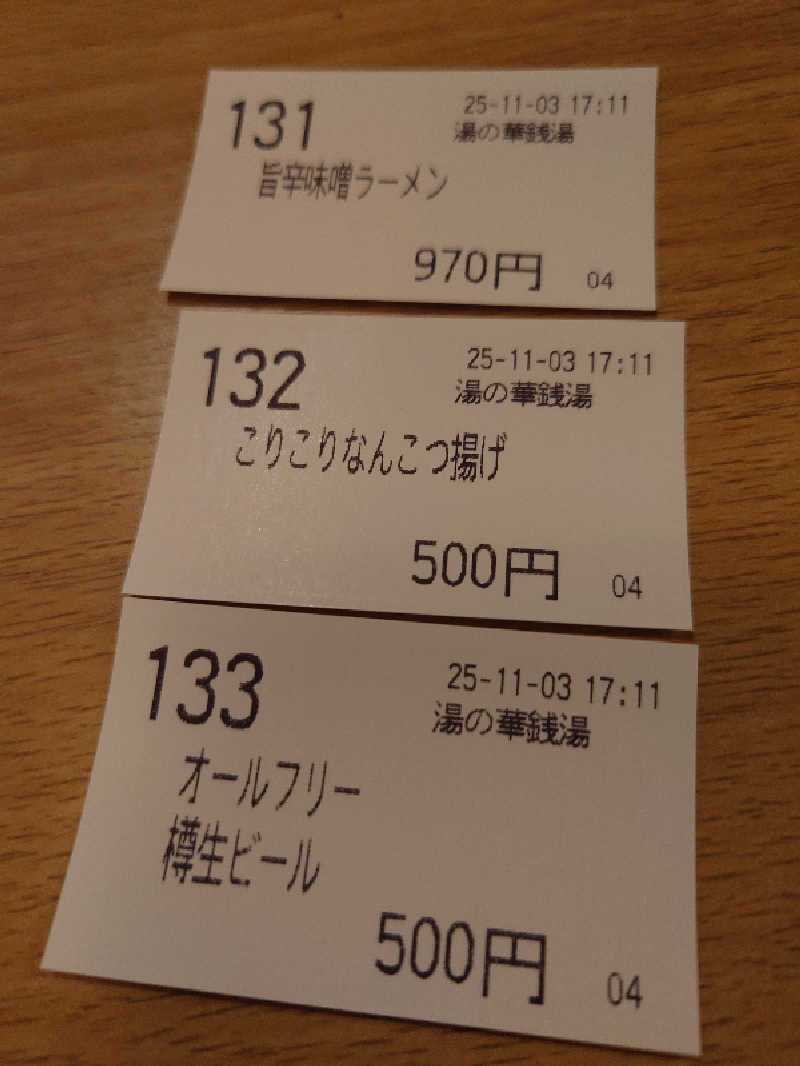 131
25-11-03 17:11
湯の華銭湯
旨辛味噌ラーメン
970円
04
132
25-11-03 17:11
湯の華銭湯
こりこりなんこつ揚げ
500円
04
133
25-11-03 17:11
湯の華銭湯
オールフリー
樽生ビール
500円
04